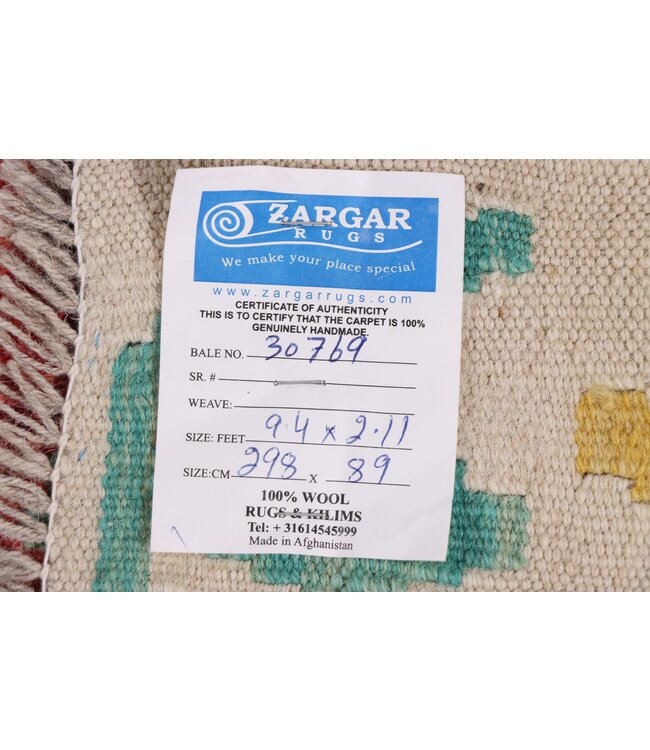 ZARGAR
RUGS
We make your place special
www.zargarrugs.com
CERTIFICATE OF AUTHENTICITY
THIS IS TO CERTIFY THAT THE CARPET IS 100%
GENUINELY HANDMADE.
BALE NO. 30769
SR. #
WEAVE:
SIZE: FEET 9.4 x 2.11
SIZE:CM 298 X 89
100% WOOL
RUGS & KILIMS
Tel: + 31614545999
Made in Afghanistan